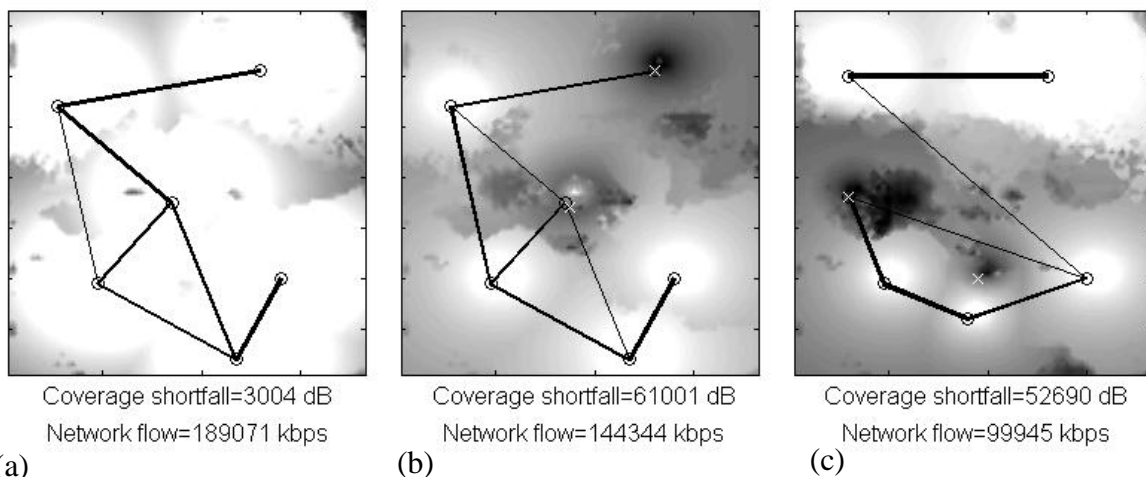 Coverage shortfall=3004 dB
Network flow=189071 kbps
(a)
Coverage shortfall=61001 dB
Network flow=144344 kbps
(b)
Coverage shortfall=52690 dB
Network flow=99945 kbps
(c)